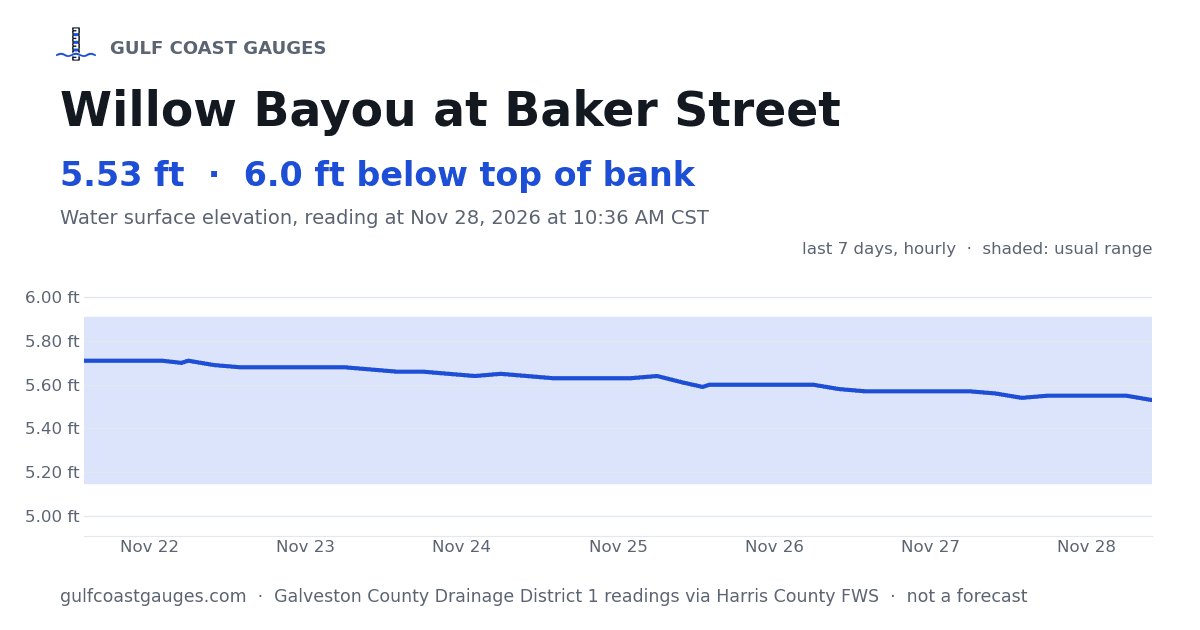 GULF COAST GAUGES
Willow Bayou at Baker Street
5.53 ft · 6.0 ft below top of bank
Water surface elevation, reading at Nov 28, 2026 at 10:36 AM CST
last 7 days, hourly · shaded: usual range
6.00 ft
5.80 ft
5.60 ft
5.40 ft
5.20 ft
5.00 ft
Nov 22 Nov 23 Nov 24 Nov 25 Nov 26 Nov 27 Nov 28
gulfcoastgauges.com · Galveston County Drainage District 1 readings via Harris County FWS · not a forecast